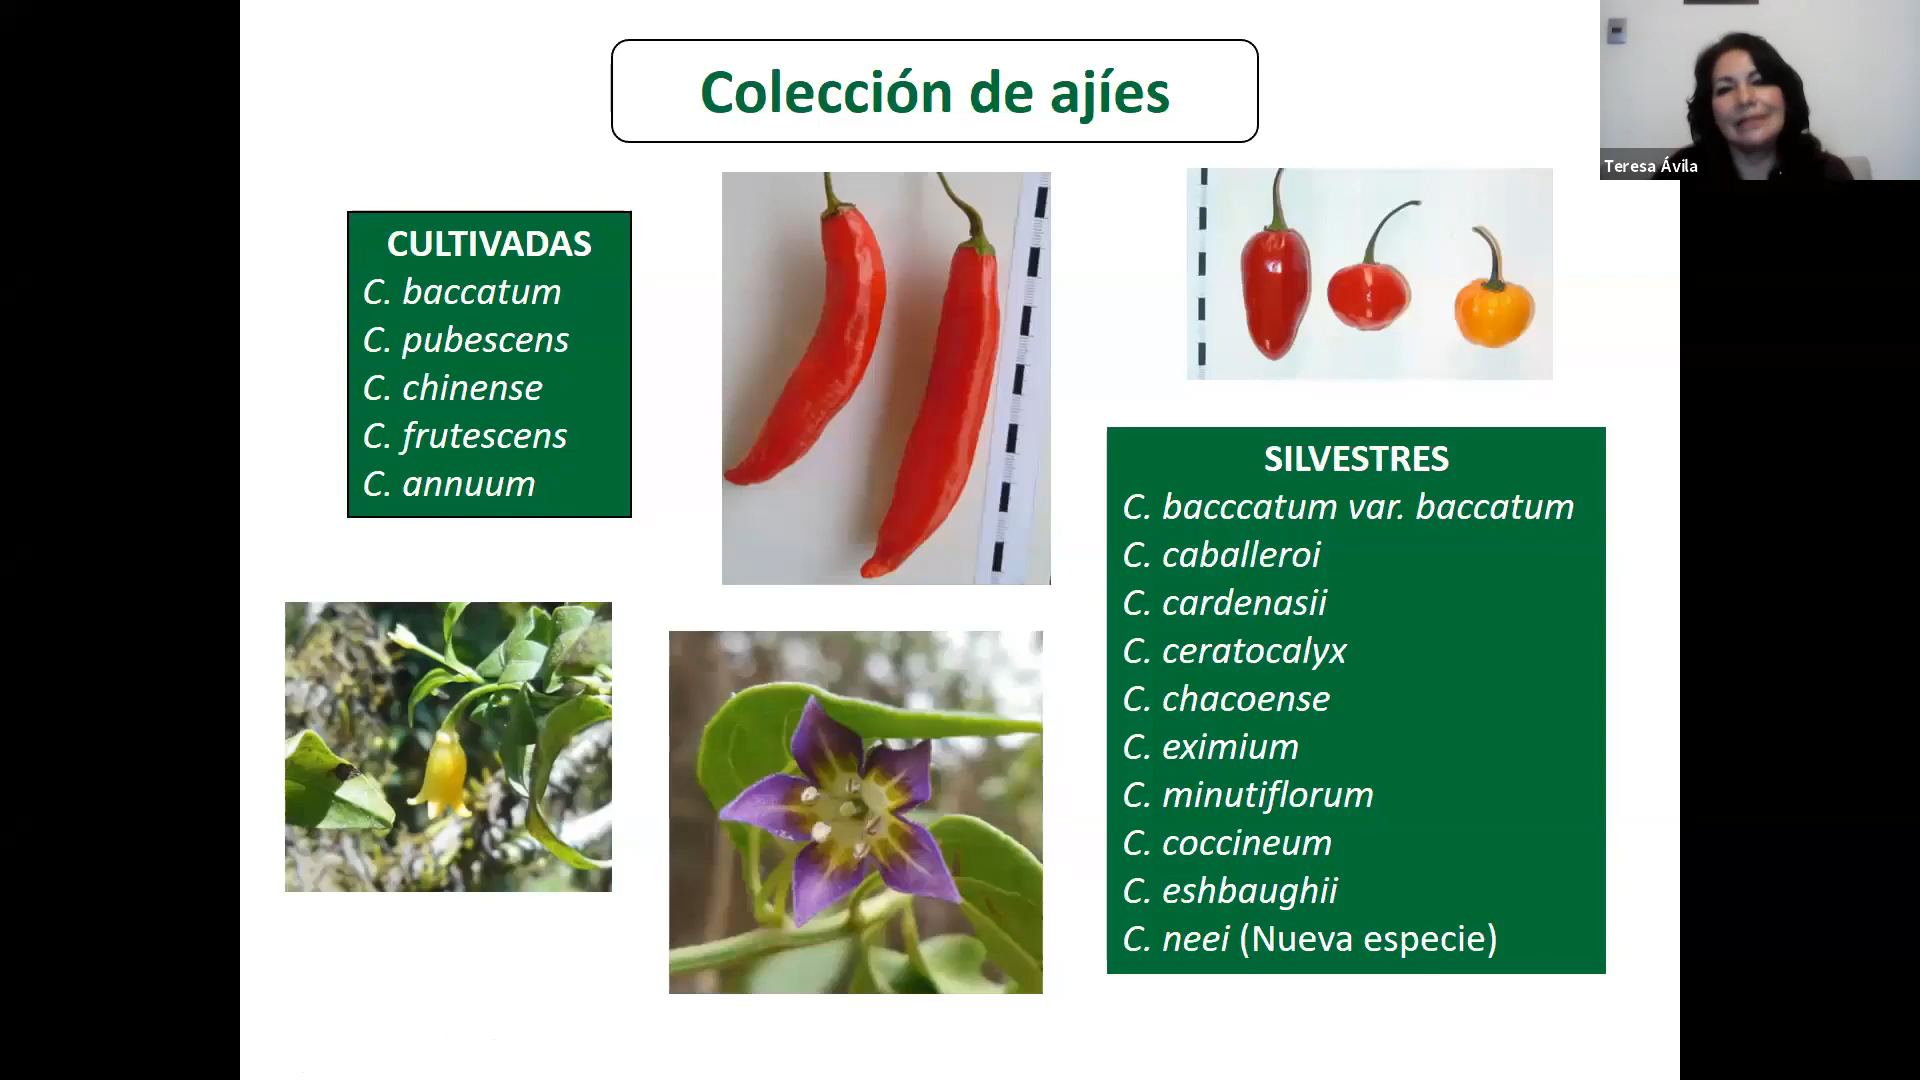 Colección de ajíes
Teresa Ávila
CULTIVADAS
C. baccatum
C. pubescens
C. chinense
C. frutescens
C. annuum
SILVESTRES
C. bacccatum var. baccatum
C. caballeroi
C. cardenasii
C. ceratocalyx
C. chacoense
C. eximium
C. minutiflorum
C. coccineum
C. eshbaughii
C. neei (Nueva especie)